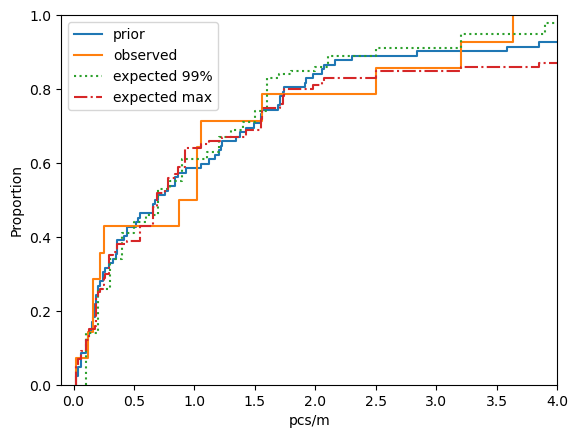 1.0
0.8
0.6
0.4
0.2
0.0
Proportion
prior
observed
expected 99%
expected max
0.0 0.5 1.0 1.5 2.0 2.5 3.0 3.5 4.0
pcs/m